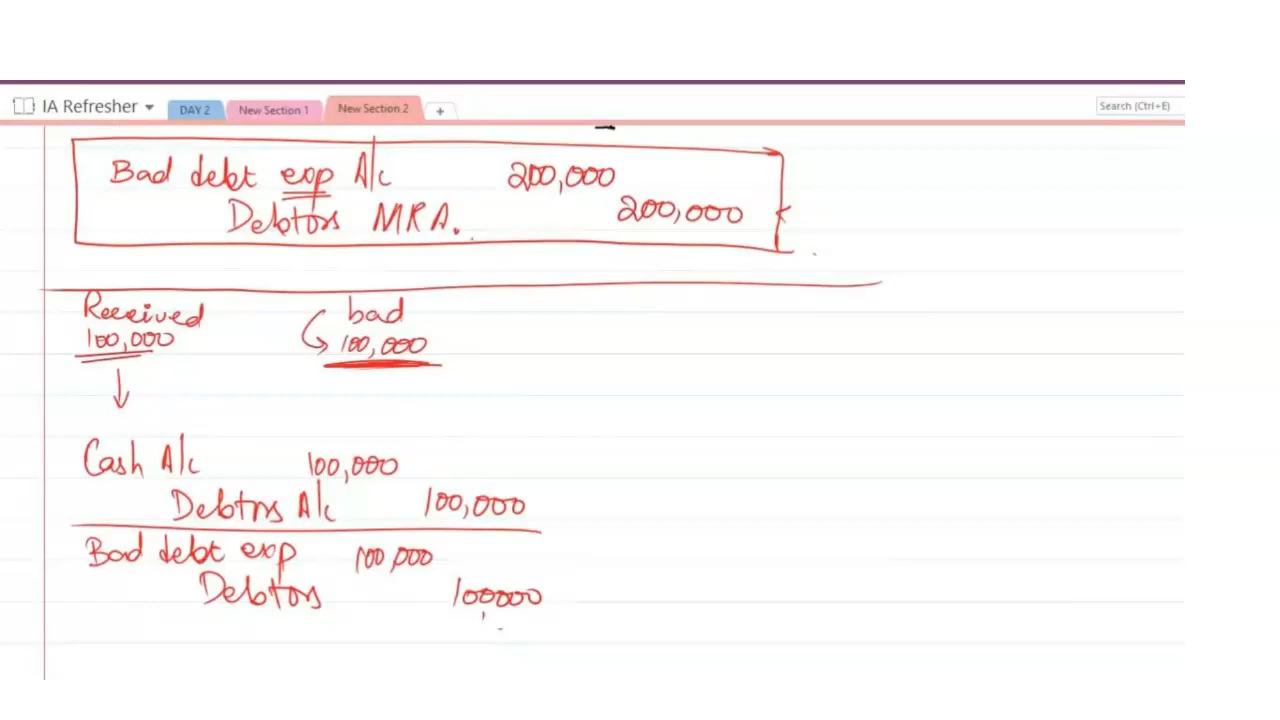 IA Refresher
DAY 2
New Section 1
New Section 2
+
Search (Ctrl+E)
Bad debt exp A/c 200,000
Debtors MRA. 200,000
Received bad
100,000 100,000
Cash A/c 100,000
Debtors A/c 100,000
Bad debt exp 100,000
Debtors 100000